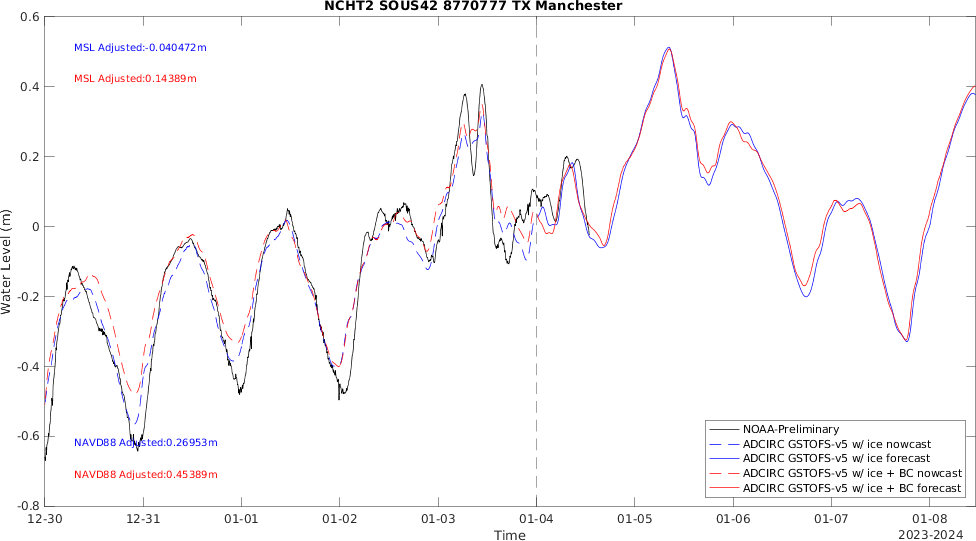 NCHT2 SOUS42 8770777 TX Manchester
0.6
0.4
0.2
0
-0.2
-0.4
-0.6
-0.8
Water Level (m)
MSL Adjusted:-0.040472m
MSL Adjusted:0.14389m
NAVD88 Adjusted:0.26953m
NAVD88 Adjusted:0.45389m
NOAA-Preliminary
ADCIRC GSTOFS-v5 w/ ice nowcast
ADCIRC GSTOFS-v5 w/ ice forecast
ADCIRC GSTOFS-v5 w/ ice + BC nowcast
ADCIRC GSTOFS-v5 w/ ice + BC forecast
12-30 12-31 01-01 01-02 01-03 01-04 01-05 01-06 01-07 01-08
Time
2023-2024